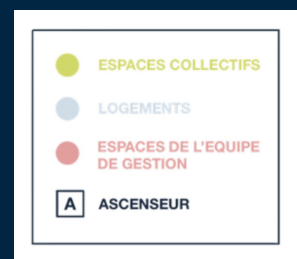 ESPACES COLLECTIFS
LOGEMENTS
ESPACES DE L'EQUIPE
DE GESTION
A ASCENSEUR